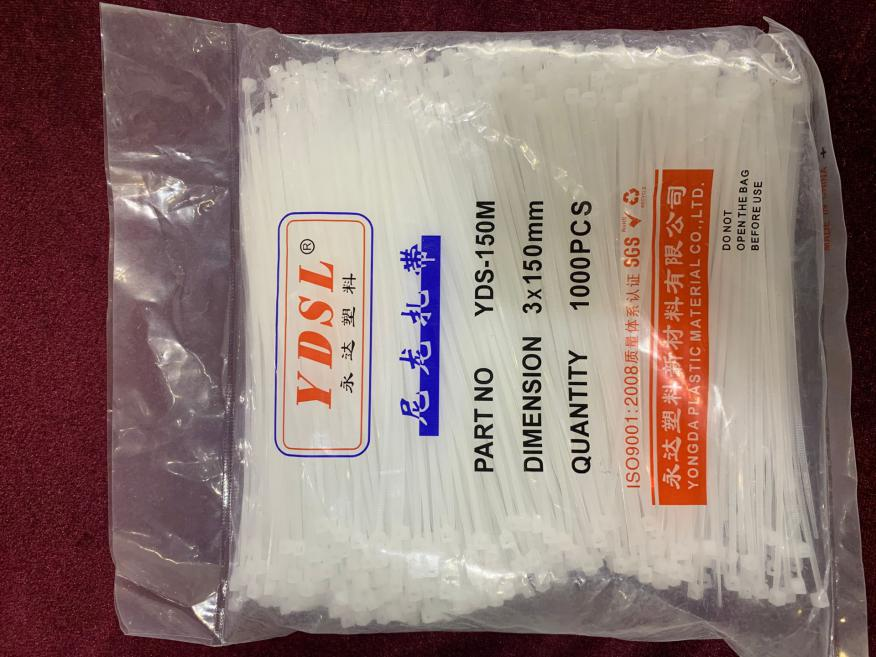 YDSL®
永达塑料
尼龙扎带
PART NO YDS-150M
DIMENSION 3x150mm
QUANTITY 1000PCS
ISO9001:2008质量体系认证 SGS RoHS
永达塑料新材料有限公司
YONGDA PLASTIC MATERIAL CO.,LTD.
DO NOT
OPEN THE BAG
BEFORE USE
MADE IN CHINA